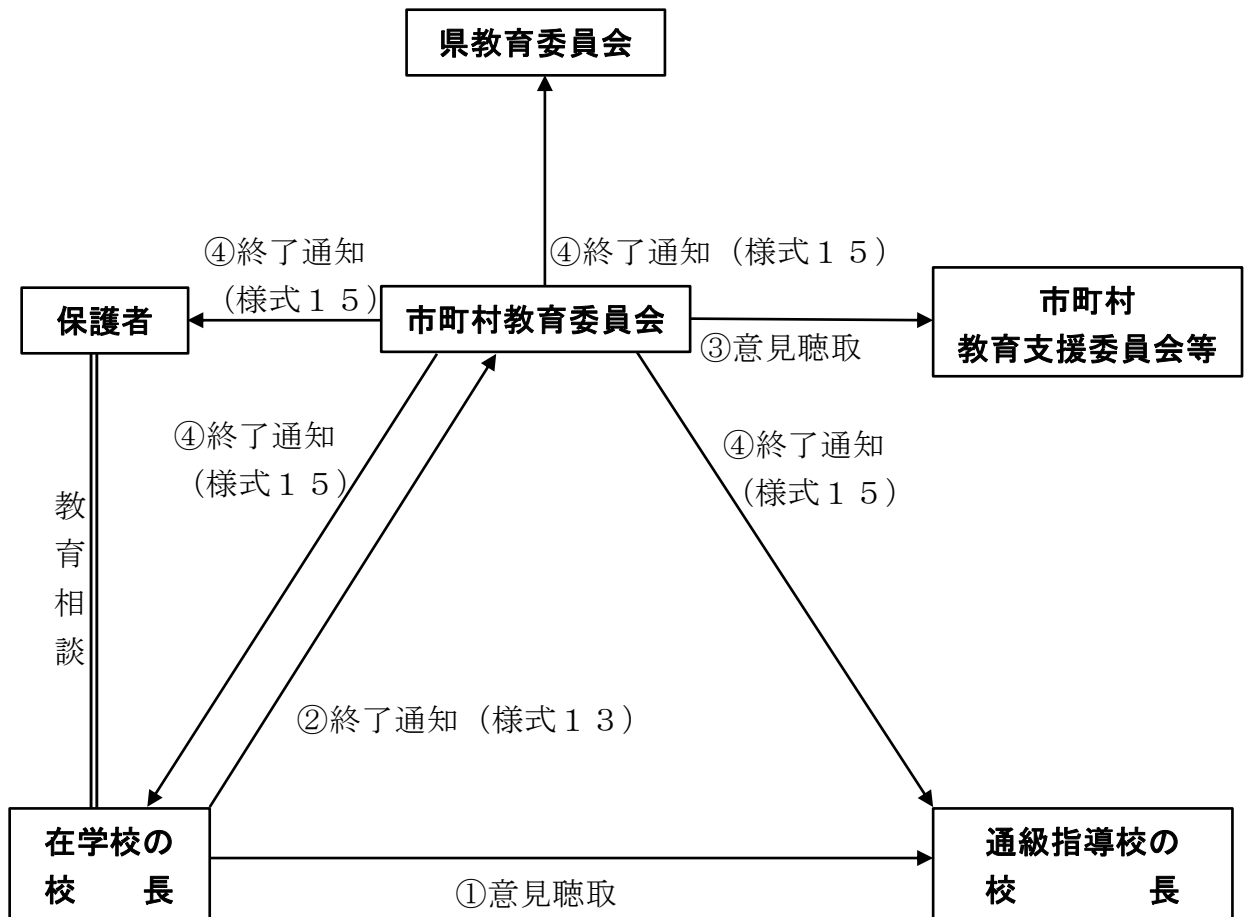 県教育委員会
④終了通知
(様式１５)
④終了通知（様式１５）
保護者
市町村教育委員会
③意見聴取
市町村
教育支援委員会等
④終了通知
(様式１５)
④終了通知
(様式１５)
教育相談
②終了通知（様式１３）
在学校の
校　　長
①意見聴取
通級指導校の
校　　　　長